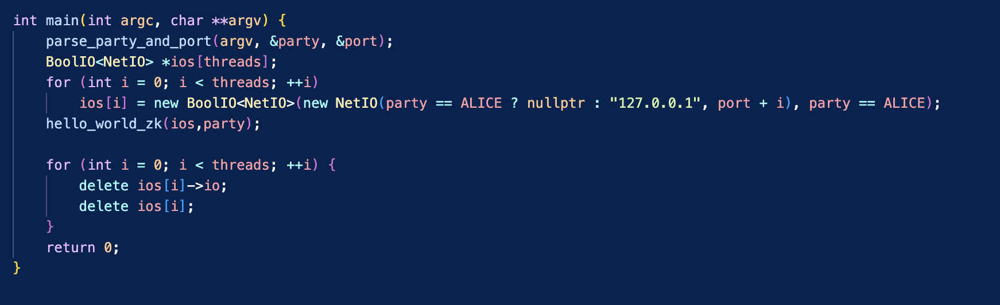 int main(int argc, char **argv) {
    parse_party_and_port(argv, &party, &port);
    BoolIO<NetIO> *ios[threads];
    for (int i = 0; i < threads; ++i)
        ios[i] = new BoolIO<NetIO>(new NetIO(party == ALICE ? nullptr : "127.0.0.1", port + i), party == ALICE);
    hello_world_zk(ios,party);

    for (int i = 0; i < threads; ++i) {
        delete ios[i]->io;
        delete ios[i];
    }
    return 0;
}